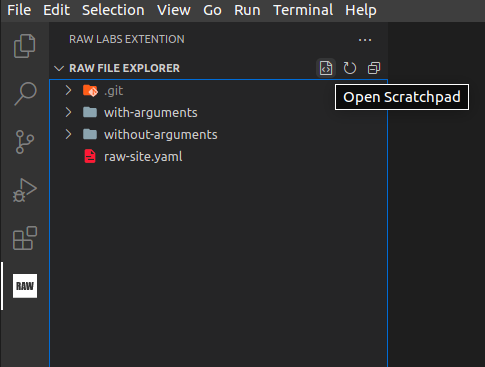 File Edit Selection View Go Run Terminal Help
RAW LABS EXTENTION
RAW FILE EXPLORER
Open Scratchpad
.git
with-arguments
without-arguments
raw-site.yaml
RAW